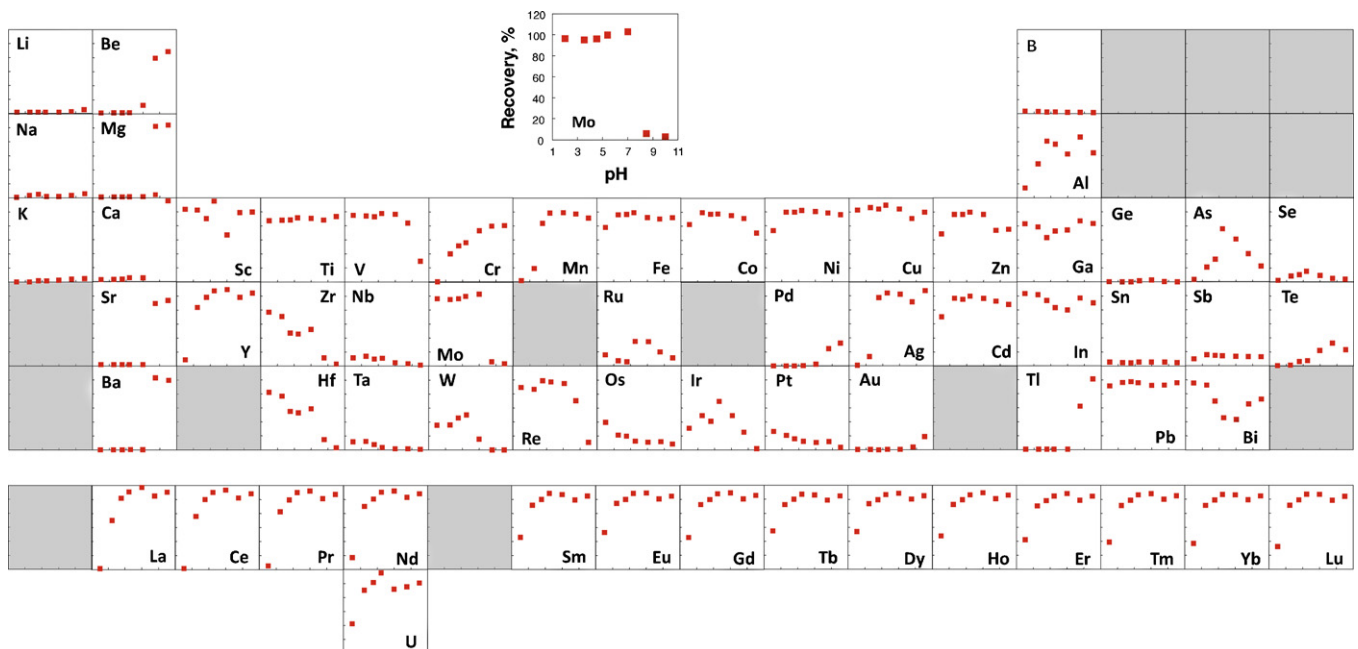 120
100
80
60
40
20
0
Recovery, %
Mo
1 3 5 7 9 11
pH
Li Be B
Na Mg Al
K Ca Sc Ti V Cr Mn Fe Co Ni Cu Zn Ga Ge As Se
Sr Y Zr Nb Mo Ru Pd Ag Cd In Sn Sb Te
Ba Hf Ta W Re Os Ir Pt Au Tl Pb Bi
La Ce Pr Nd Sm Eu Gd Tb Dy Ho Er Tm Yb Lu
U